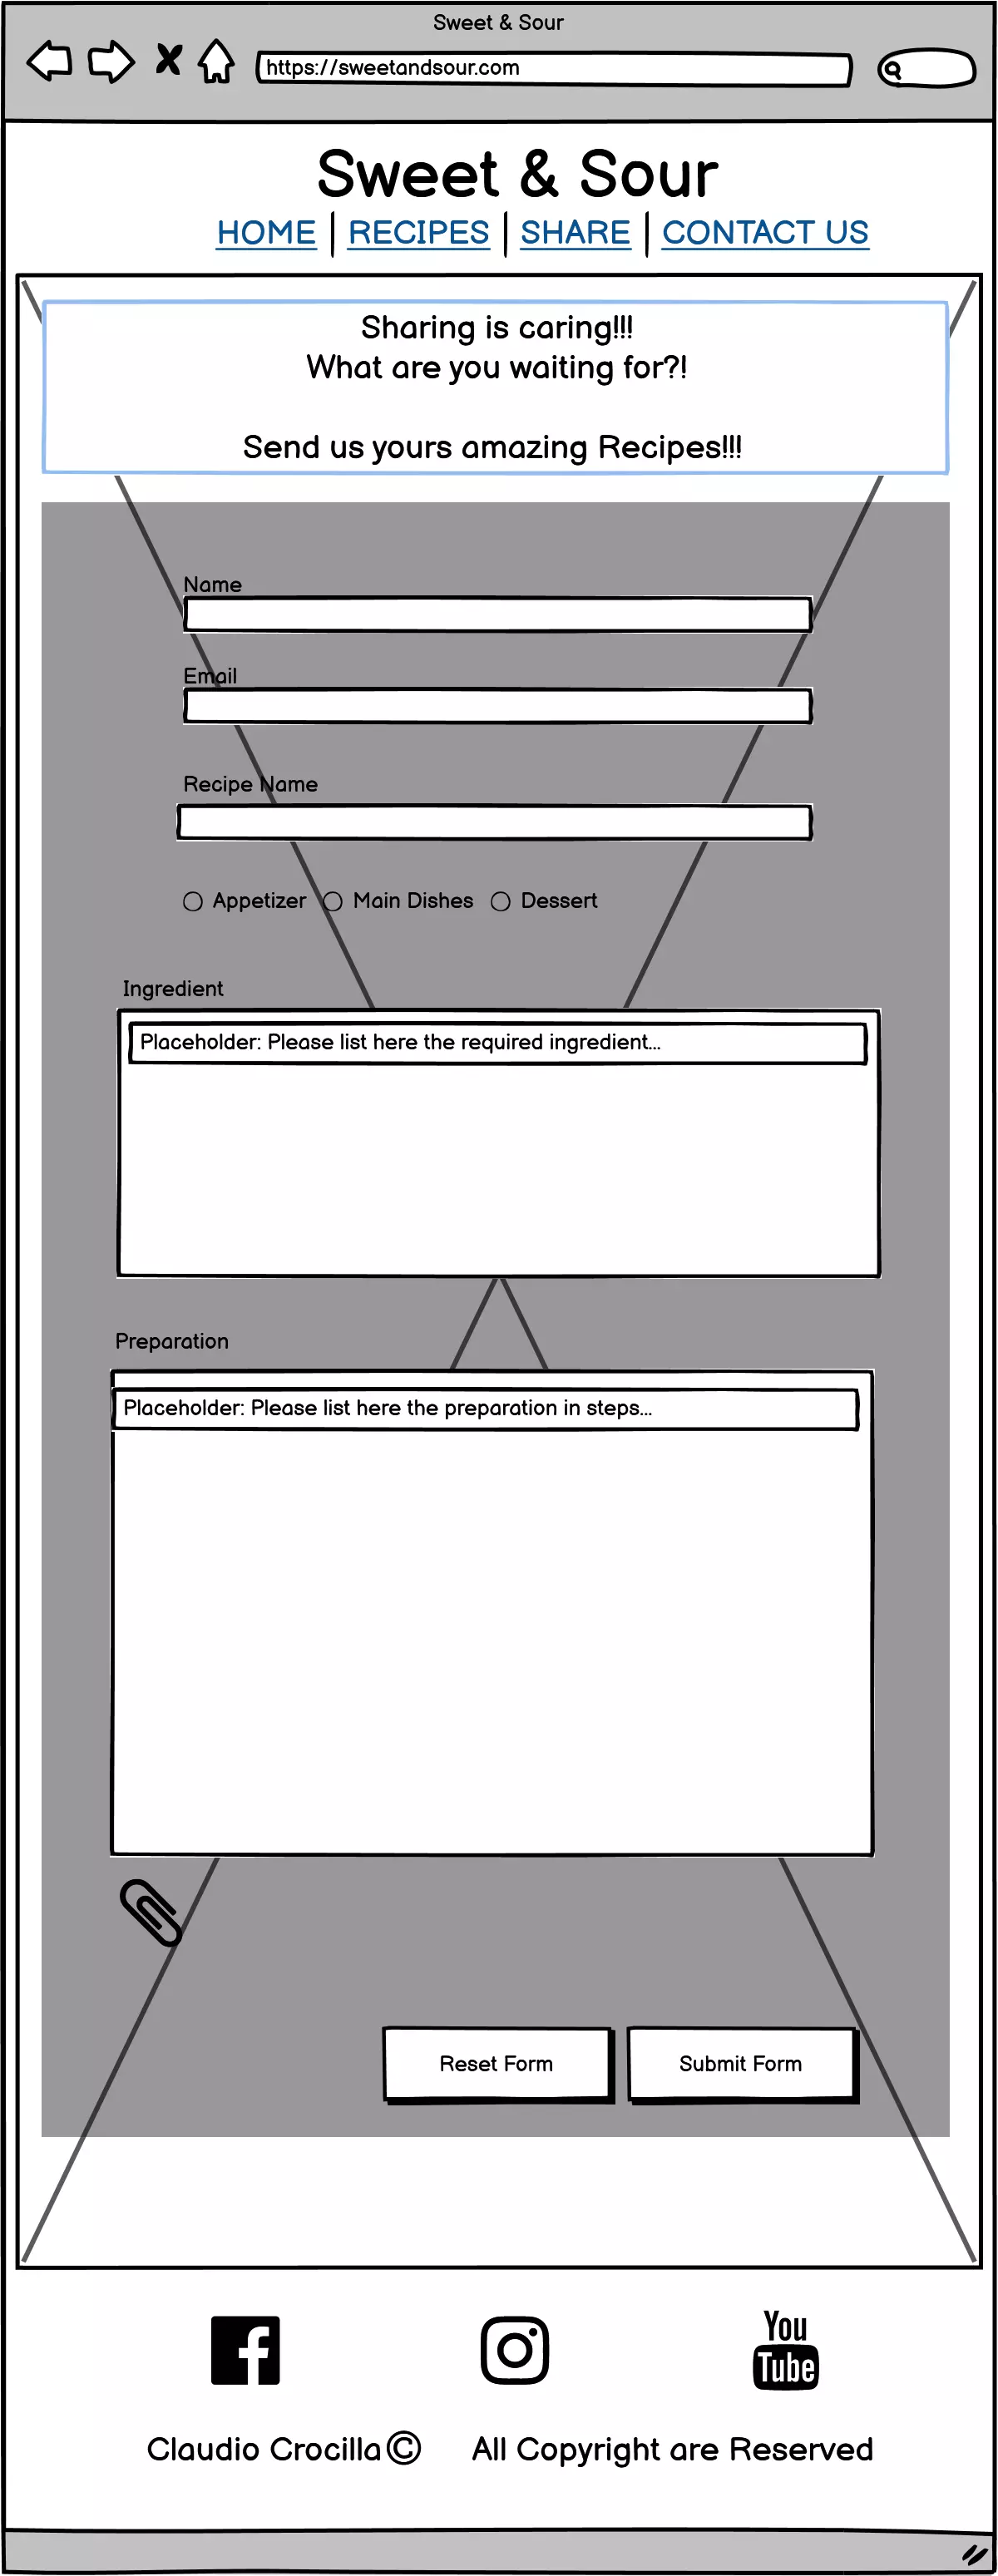 Sweet & Sour
https://sweetandsour.com
Sweet & Sour
HOME | RECIPES | SHARE | CONTACT US
Sharing is caring!!!
What are you waiting for?!
Send us yours amazing Recipes!!!
Name
Email
Recipe Name
Appetizer Main Dishes Dessert
Ingredient
Placeholder: Please list here the required ingredient...
Preparation
Placeholder: Please list here the preparation in steps...
Reset Form Submit Form
You
Tube
Claudio Crocilla © All Copyright are Reserved